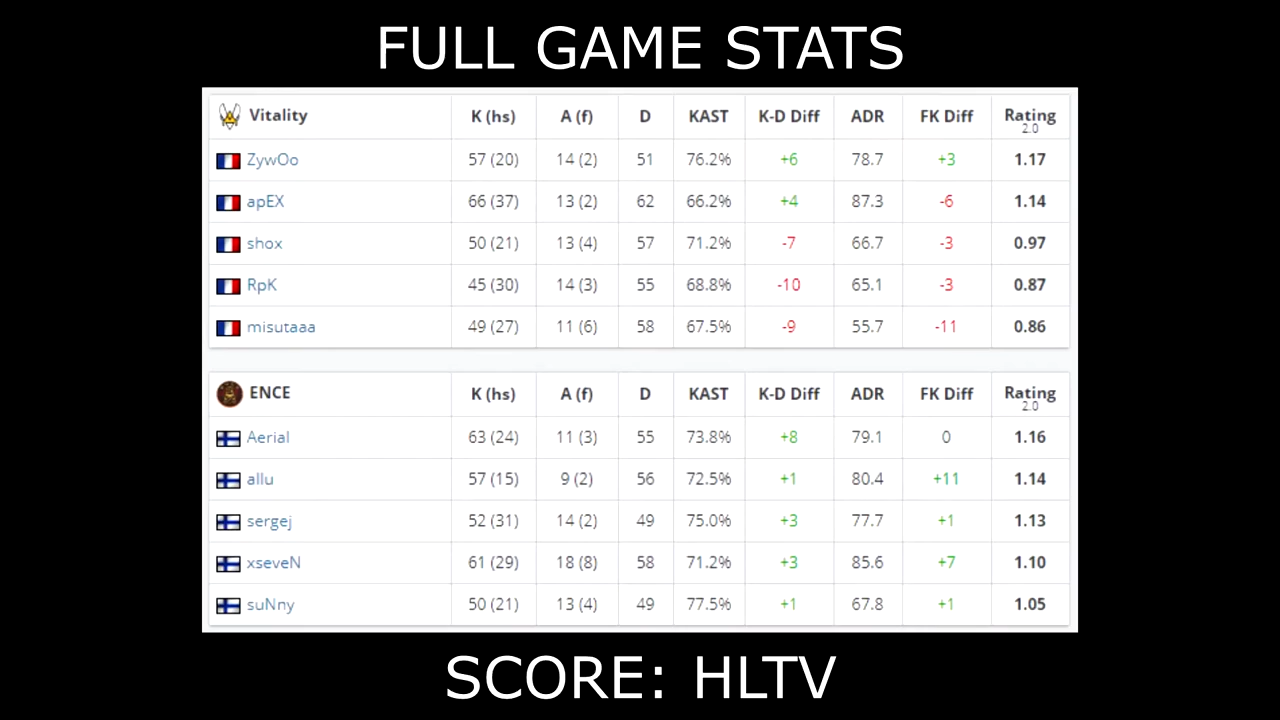 FULL GAME STATS
Vitality K (hs) A (f) D KAST K-D Diff ADR FK Diff Rating 2.0
ZywOo 57 (20) 14 (2) 51 76.2% +6 78.7 +3 1.17
apEX 66 (37) 13 (2) 62 66.2% +4 87.3 -6 1.14
shox 50 (21) 13 (4) 57 71.2% -7 66.7 -3 0.97
RpK 45 (30) 14 (3) 55 68.8% -10 65.1 -3 0.87
misutaaa 49 (27) 11 (6) 58 67.5% -9 55.7 -11 0.86
ENCE K (hs) A (f) D KAST K-D Diff ADR FK Diff Rating 2.0
Aerial 63 (24) 11 (3) 55 73.8% +8 79.1 0 1.16
allu 57 (15) 9 (2) 56 72.5% +1 80.4 +11 1.14
sergej 52 (31) 14 (2) 49 75.0% +3 77.7 +1 1.13
xseveN 61 (29) 18 (8) 58 71.2% +3 85.6 +7 1.10
suNny 50 (21) 13 (4) 49 77.5% +1 67.8 +1 1.05
SCORE: HLTV